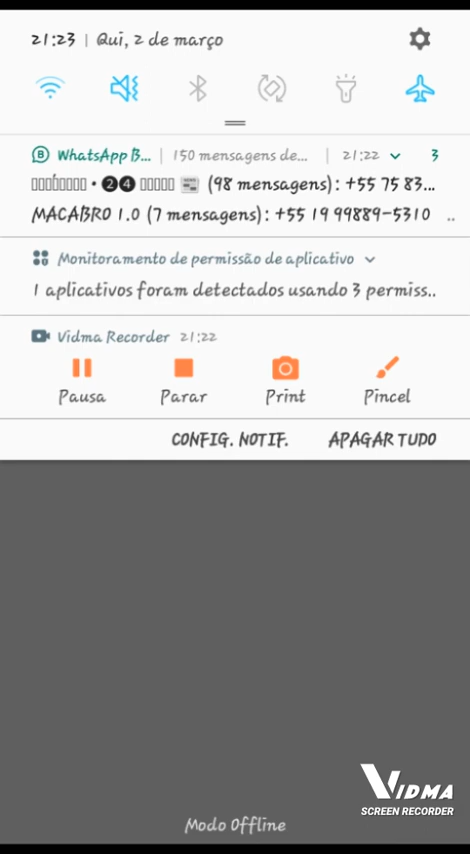 21:23 | Qui, 2 de março
WhatsApp B... | 150 mensagens de... | 21:22 3
• 24 (98 mensagens): +55 75 83...
MACABRO 1.0 (7 mensagens): +55 19 99889-5310 ..
Monitoramento de permissão de aplicativo
1 aplicativos foram detectados usando 3 permiss..
Vidma Recorder 21:22
Pausa Parar Print Pincel
CONFIG. NOTIF. APAGAR TUDO
VIDMA
SCREEN RECORDER
Modo Offline